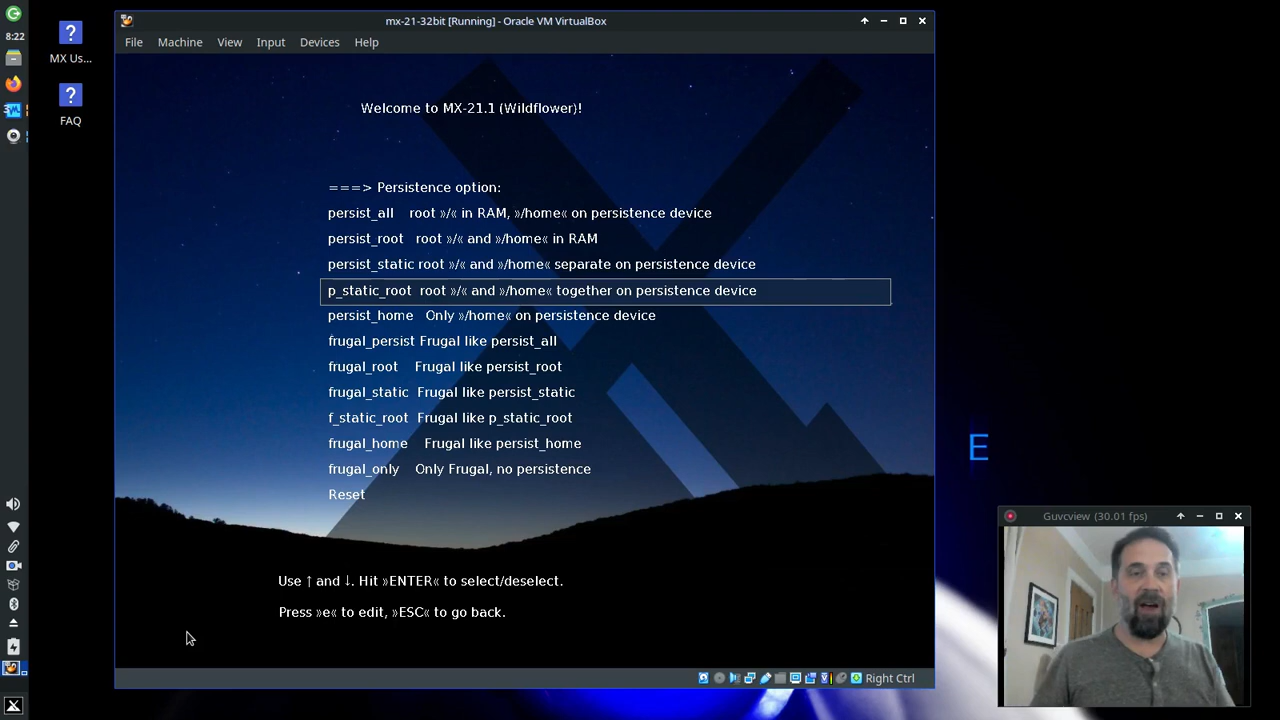 mx-21-32bit [Running] - Oracle VM VirtualBox
8:22
File Machine View Input Devices Help
MX Us...
FAQ
Welcome to MX-21.1 (Wildflower)!
===> Persistence option:
persist_all root »/« in RAM, »/home« on persistence device
persist_root root »/« and »/home« in RAM
persist_static root »/« and »/home« separate on persistence device
p_static_root root »/« and »/home« together on persistence device
persist_home Only »/home« on persistence device
frugal_persist Frugal like persist_all
frugal_root Frugal like persist_root
frugal_static Frugal like persist_static
f_static_root Frugal like p_static_root
frugal_home Frugal like persist_home
frugal_only Only Frugal, no persistence
Reset
Use ↑ and ↓. Hit »ENTER« to select/deselect.
Press »e« to edit, »ESC« to go back.
Right Ctrl
E
Guvcview (30.01 fps)